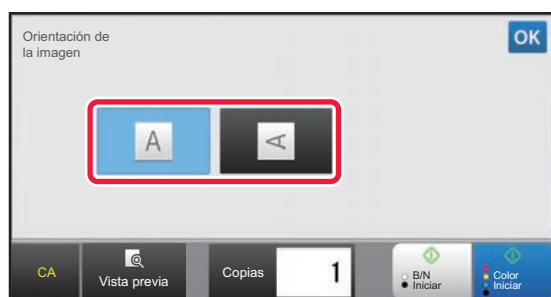 Orientación de
la imagen
OK
A
A
CA
Vista previa
Copias
1
B/N
Iniciar
Color
Iniciar